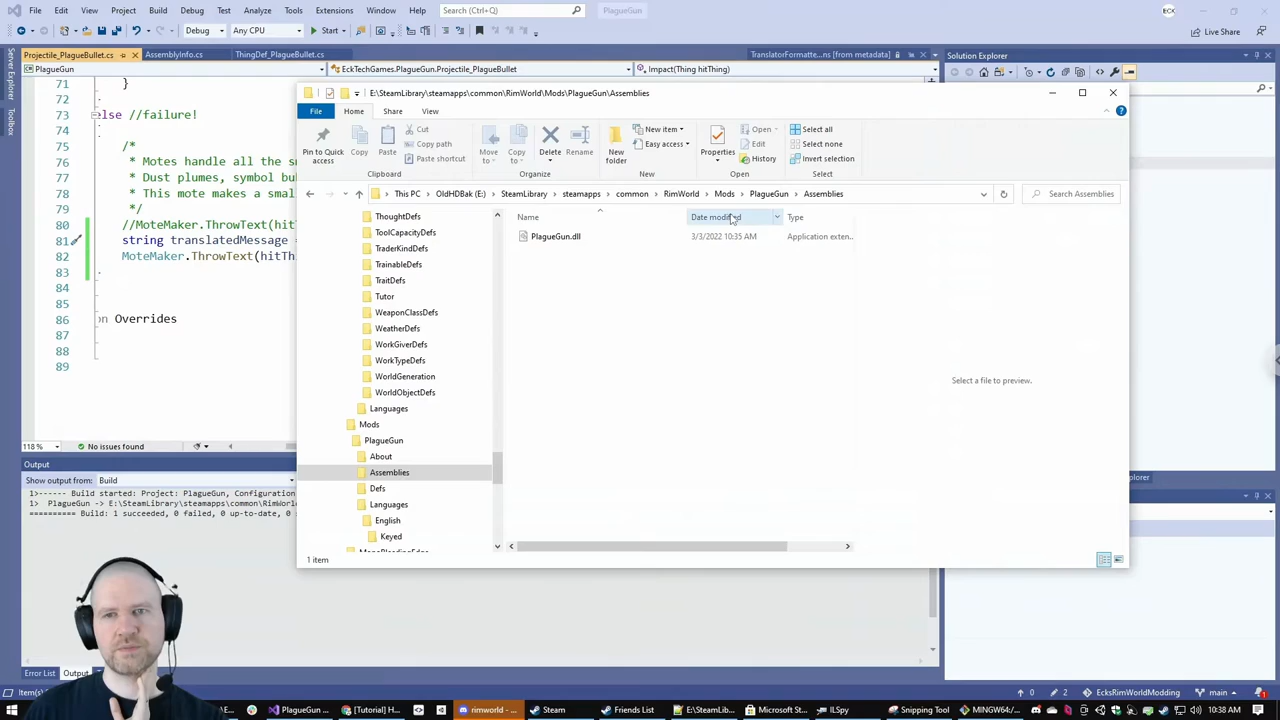 File Edit View Project Build Debug Test Analyze Tools Extensions Window Help Search (Ctrl+Q) PlagueGun ECK
Debug Any CPU Start Live Share
Projectile_PlagueBullet.cs AssemblyInfo.cs ThingDef_PlagueBullet.cs TranslatorFormatte...ns [from metadata] Solution Explorer
PlagueGun EckTechGames.PlagueGun.Projectile_PlagueBullet Impact(Thing hitThing)
Server Explorer
Toolbox
71 }
72
73 else //failure!
74
75 /*
76 * Motes handle all the sm
77 * Dust plumes, symbol bu
78 * This mote makes a smal
79 */
80 //MoteMaker.ThrowText(hit
81 string translatedMessage =
82 MoteMaker.ThrowText(hitTh
83
84
85
86 on Overrides
87
88
89
118 % No issues found
E:\SteamLibrary\steamapps\common\RimWorld\Mods\PlagueGun\Assemblies
File Home Share View
Pin to Quick access
Copy
Paste
Cut
Copy path
Paste shortcut
Clipboard
Move to
Copy to
Delete
Rename
Organize
New folder
New item
Easy access
New
Properties
Open
Edit
History
Open
Select all
Select none
Invert selection
Select
This PC OldHDBak (E:) SteamLibrary steamapps common RimWorld Mods PlagueGun Assemblies Search Assemblies
ThoughtDefs
ToolCapacityDefs
TraderKindDefs
TrainableDefs
TraitDefs
Tutor
WeaponClassDefs
WeatherDefs
WorkGiverDefs
WorkTypeDefs
WorldGeneration
WorldObjectDefs
Languages
Mods
PlagueGun
About
Assemblies
Defs
Languages
English
Keyed
Name Date modified Type
PlagueGun.dll 3/3/2022 10:35 AM Application exten...
Select a file to preview.
1 item
Output
Show output from: Build
1>------ Build started: Project: PlagueGun, Configuration
1> PlagueGun -> E:\SteamLibrary\steamapps\common\RimWorl
========== Build: 1 succeeded, 0 failed, 0 up-to-date, 0 s
Error List Output
Item(s) 0 2 EcksRimWorldModding main 1
PlagueGun [Tutorial] H... rimworld Steam Friends List E:\SteamLib... Microsoft St... ILSpy Snipping Tool MINGW64:/... 10:38 AM